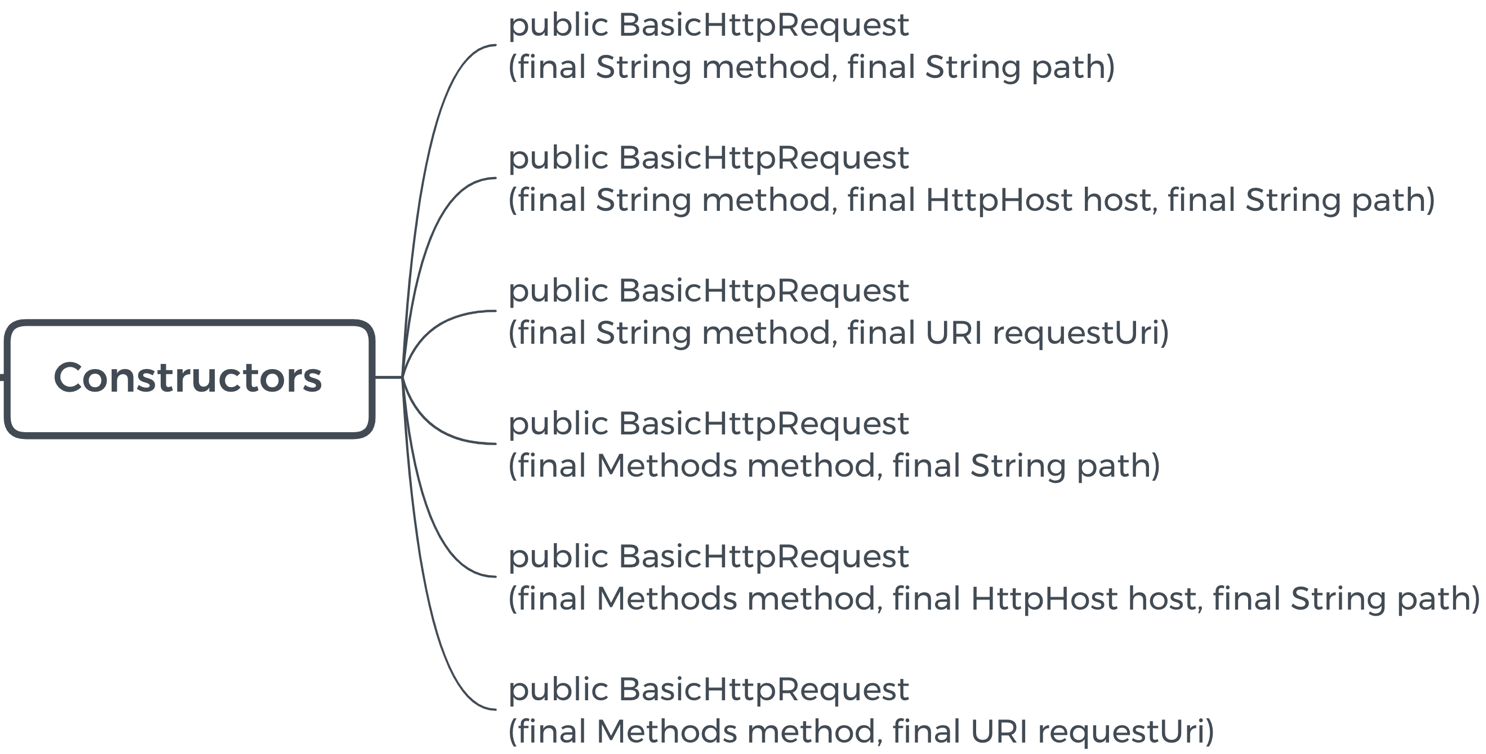 public BasicHttpRequest
(final String method, final String path)
public BasicHttpRequest
(final String method, final HttpHost host, final String path)
public BasicHttpRequest
(final String method, final URI requestUri)
Constructors
public BasicHttpRequest
(final Methods method, final String path)
public BasicHttpRequest
(final Methods method, final HttpHost host, final String path)
public BasicHttpRequest
(final Methods method, final URI requestUri)